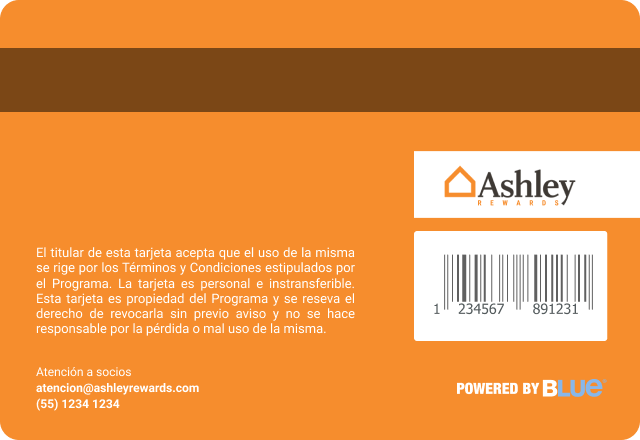 Ashley
REWARDS
El titular de esta tarjeta acepta que el uso de la misma
se rige por los Términos y Condiciones estipulados por
el Programa. La tarjeta es personal e instransferible.
Esta tarjeta es propiedad del Programa y se reseva el
derecho de revocarla sin previo aviso y no se hace
responsable por la pérdida o mal uso de la misma.
1 234567 891231
Atención a socios
atencion@ashleyrewards.com
(55) 1234 1234
POWERED BY BLUe